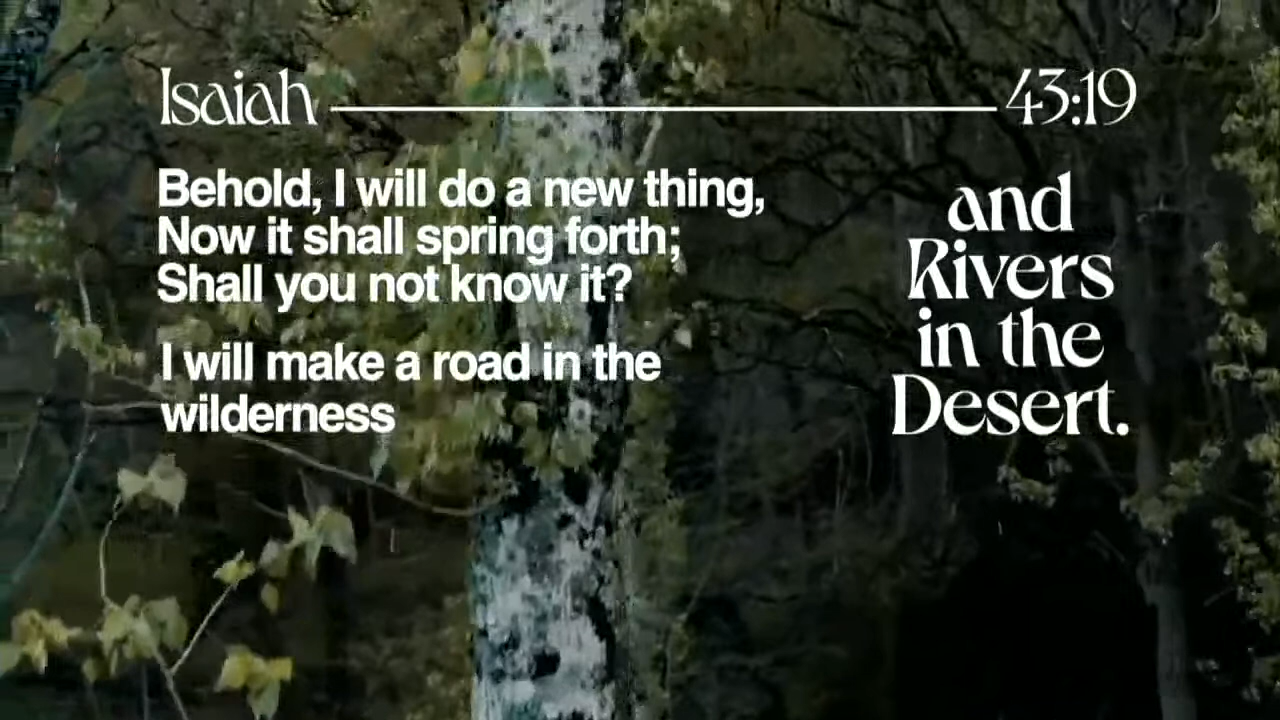 Isaiah 43:19
Behold, I will do a new thing,
Now it shall spring forth;
Shall you not know it?
I will make a road in the
wilderness
and
Rivers
in the
Desert.